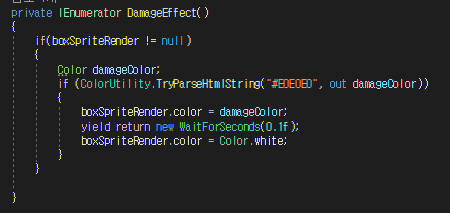 private IEnumerator DamageEffect()
{
if(boxSpriteRender != null)
{
Color damageColor;
if (ColorUtility.TryParseHtmlString("#E0E0E0", out damageColor))
{
boxSpriteRender.color = damageColor;
yield return new WaitForSeconds(0.1f);
boxSpriteRender.color = Color.white;
}
}
}